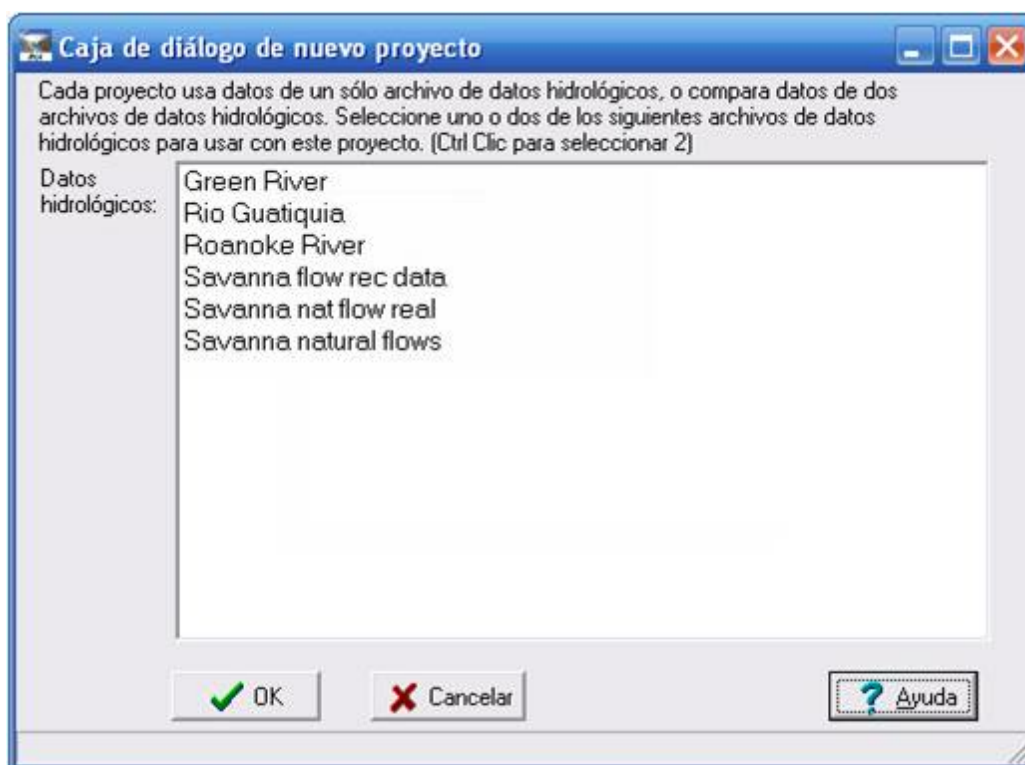 Caja de diálogo de nuevo proyecto
Cada proyecto usa datos de un sólo archivo de datos hidrológicos, o compara datos de dos
archivos de datos hidrológicos. Seleccione uno o dos de los siguientes archivos de datos
hidrológicos para usar con este proyecto. (Ctrl Clic para seleccionar 2)
Datos
hidrológicos:
Green River
Rio Guatiquia
Roanoke River
Savanna flow rec data
Savanna nat flow real
Savanna natural flows
OK
Cancelar
Ayuda